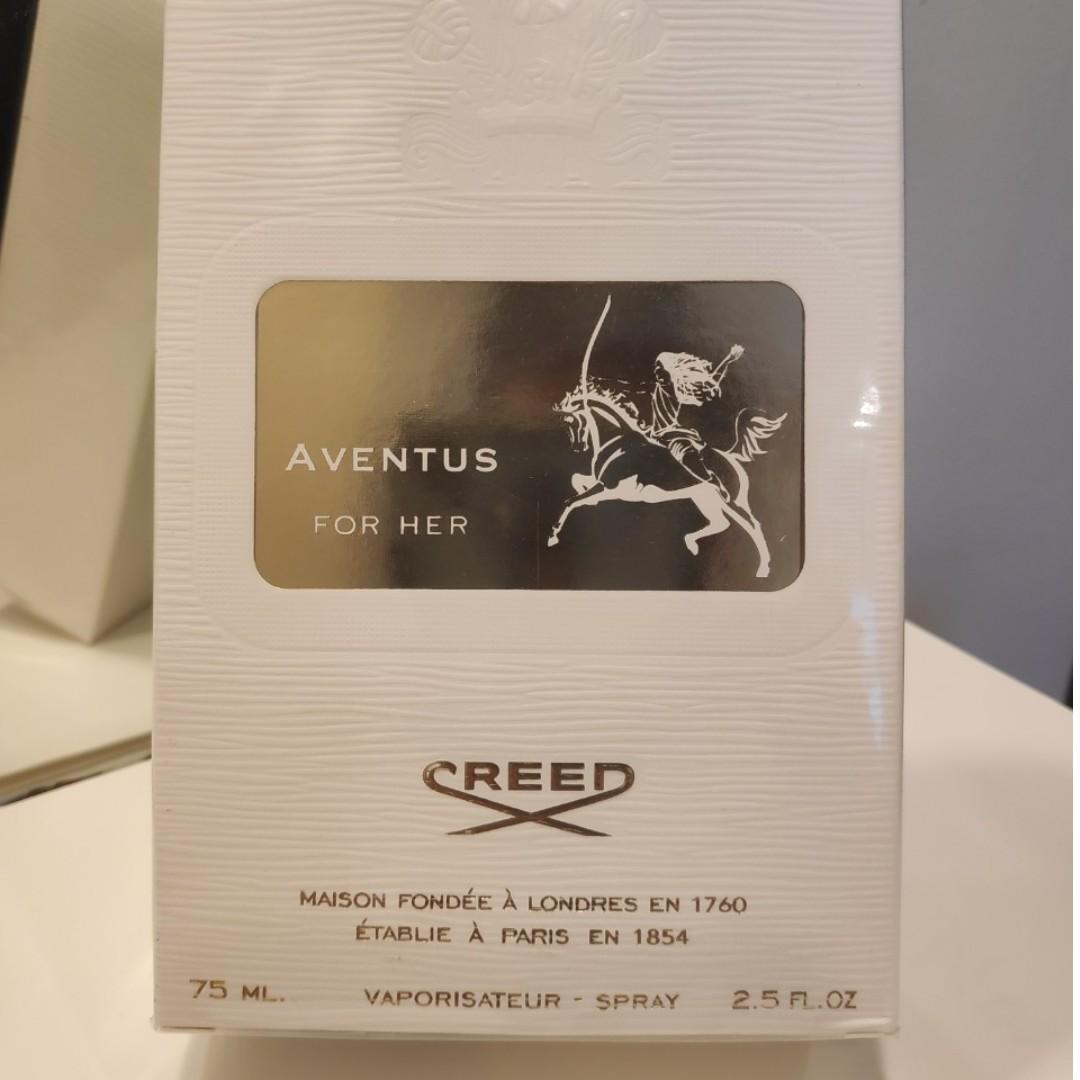 AVENTUS
FOR HER
CREED
MAISON FONDÉE À LONDRES EN 1760
ÉTABLIE À PARIS EN 1854
75 ML. VAPORISATEUR - SPRAY 2.5 FL.OZ